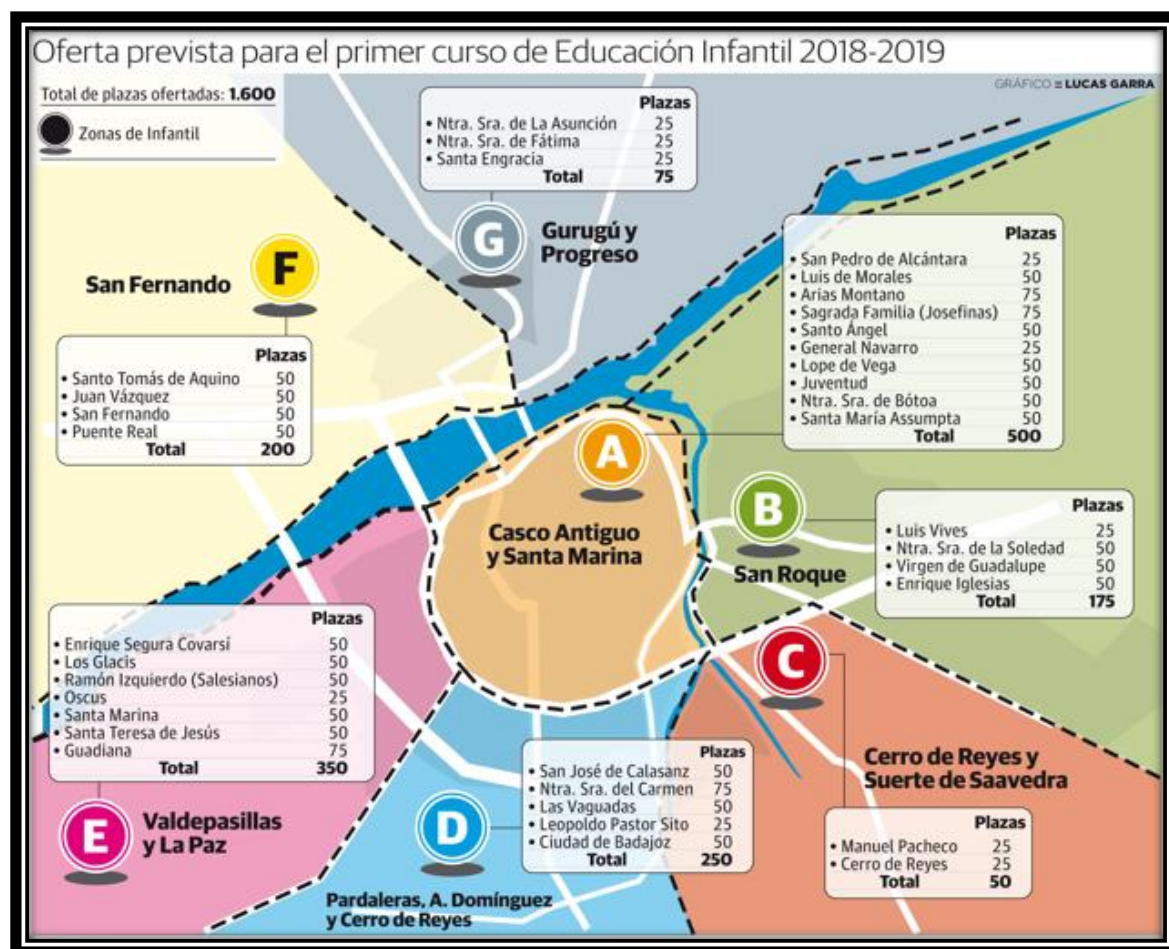 Oferta prevista para el primer curso de Educación Infantil 2018-2019
GRÁFICO :: LUCAS GARRA
Total de plazas ofertadas: 1.600
Zonas de Infantil
Plazas
• Ntra. Sra. de La Asunción 25
• Ntra. Sra. de Fátima 25
• Santa Engracia 25
Total 75
G
Gurugú y
Progreso
F
San Fernando
Plazas
• Santo Tomás de Aquino 50
• Juan Vázquez 50
• San Fernando 50
• Puente Real 50
Total 200
Plazas
• San Pedro de Alcántara 25
• Luis de Morales 50
• Arias Montano 75
• Sagrada Familia (Josefinas) 75
• Santo Ángel 50
• General Navarro 25
• Lope de Vega 50
• Juventud 50
• Ntra. Sra. de Bótoa 50
• Santa María Assumpta 50
Total 500
A
Casco Antiguo
y Santa Marina
B
San Roque
Plazas
• Luis Vives 25
• Ntra. Sra. de la Soledad 50
• Virgen de Guadalupe 50
• Enrique Iglesias 50
Total 175
Plazas
• Enrique Segura Covarsí 50
• Los Glacis 50
• Ramón Izquierdo (Salesianos) 50
• Oscus 25
• Santa Marina 50
• Santa Teresa de Jesús 50
• Guadiana 75
Total 350
E
Valdepasillas
y La Paz
D
Pardaleras, A. Domínguez
y Cerro de Reyes
Plazas
• San José de Calasanz 50
• Ntra. Sra. del Carmen 75
• Las Vaguadas 50
• Leopoldo Pastor Sito 25
• Ciudad de Badajoz 50
Total 250
C
Cerro de Reyes y
Suerte de Saavedra
Plazas
• Manuel Pacheco 25
• Cerro de Reyes 25
Total 50